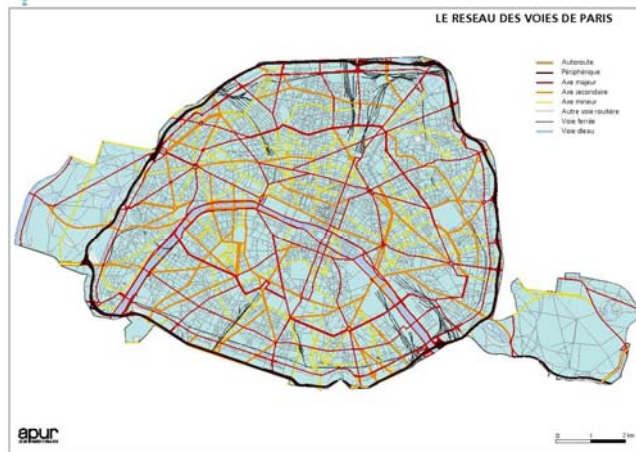 LE RESEAU DES VOIES DE PARIS
Autoroute
Périphérique
Axe majeur
Axe secondaire
Axe mineur
Autre voie routière
Voie ferrée
Voie d'eau
apur
0 1 2 km